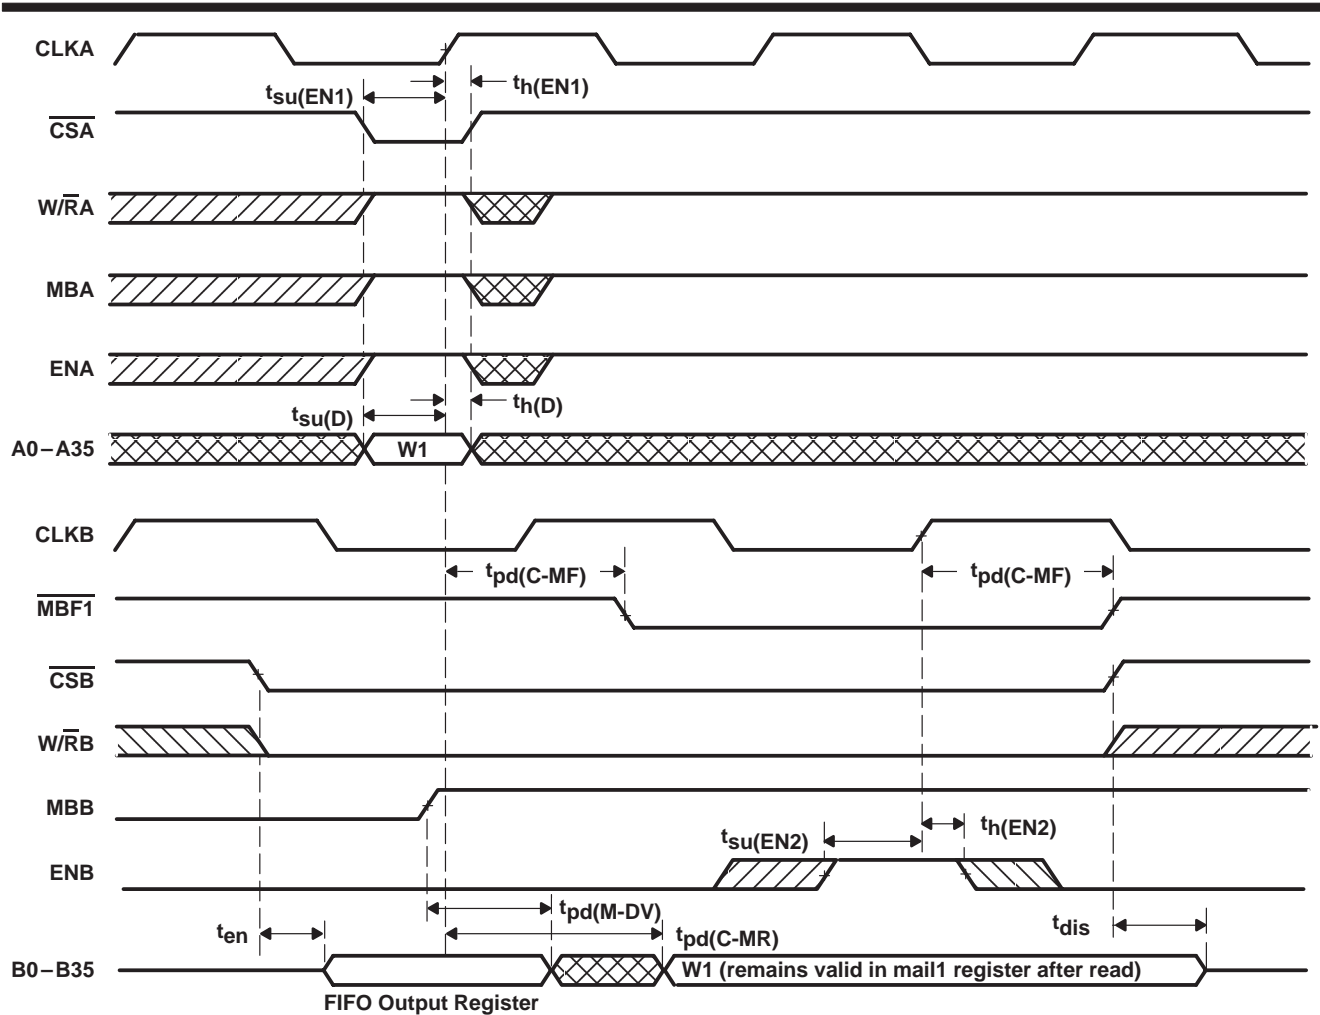 CLKA
th(EN1)
tsu(EN1)
CSA
W/RA
MBA
ENA
th(D)
tsu(D)
A0–A35
W1
CLKB
tpd(C-MF)
tpd(C-MF)
MBF1
CSB
W/RB
MBB
th(EN2)
tsu(EN2)
ENB
tpd(M-DV)
ten
tdis
tpd(C-MR)
B0–B35
W1 (remains valid in mail1 register after read)
FIFO Output Register